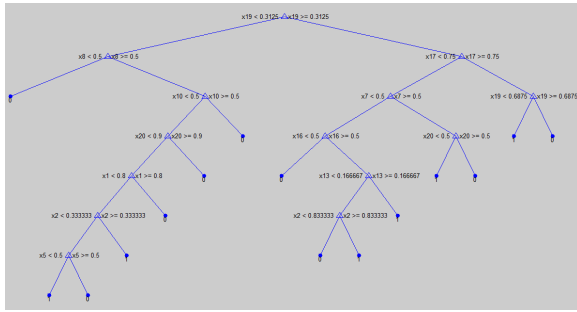 x19 < 0.3125 x19 >= 0.3125
x8 < 0.5 x8 >= 0.5 x17 < 0.75 x17 >= 0.75
0 x10 < 0.5 x10 >= 0.5 x7 < 0.5 x7 >= 0.5 x19 < 0.6875 x19 >= 0.6875
x20 < 0.9 x20 >= 0.9 0 x16 < 0.5 x16 >= 0.5 x20 < 0.5 x20 >= 0.5 1 0
x1 < 0.8 x1 >= 0.8 0 0 x13 < 0.166667 x13 >= 0.166667 1 0
x2 < 0.333333 x2 >= 0.333333 0 x2 < 0.833333 x2 >= 0.833333 1
x5 < 0.5 x5 >= 0.5 1 0 1
1 0